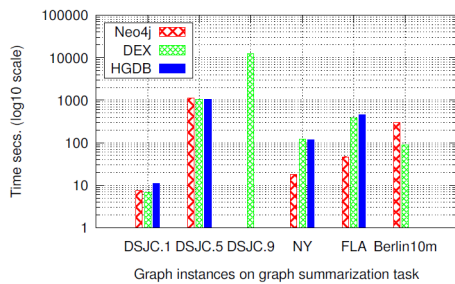 100000
10000
1000
100
10
1
Time secs. (log10 scale)
Neo4j
DEX
HGDB
DSJC.1 DSJC.5 DSJC.9 NY FLA Berlin10m
Graph instances on graph summarization task